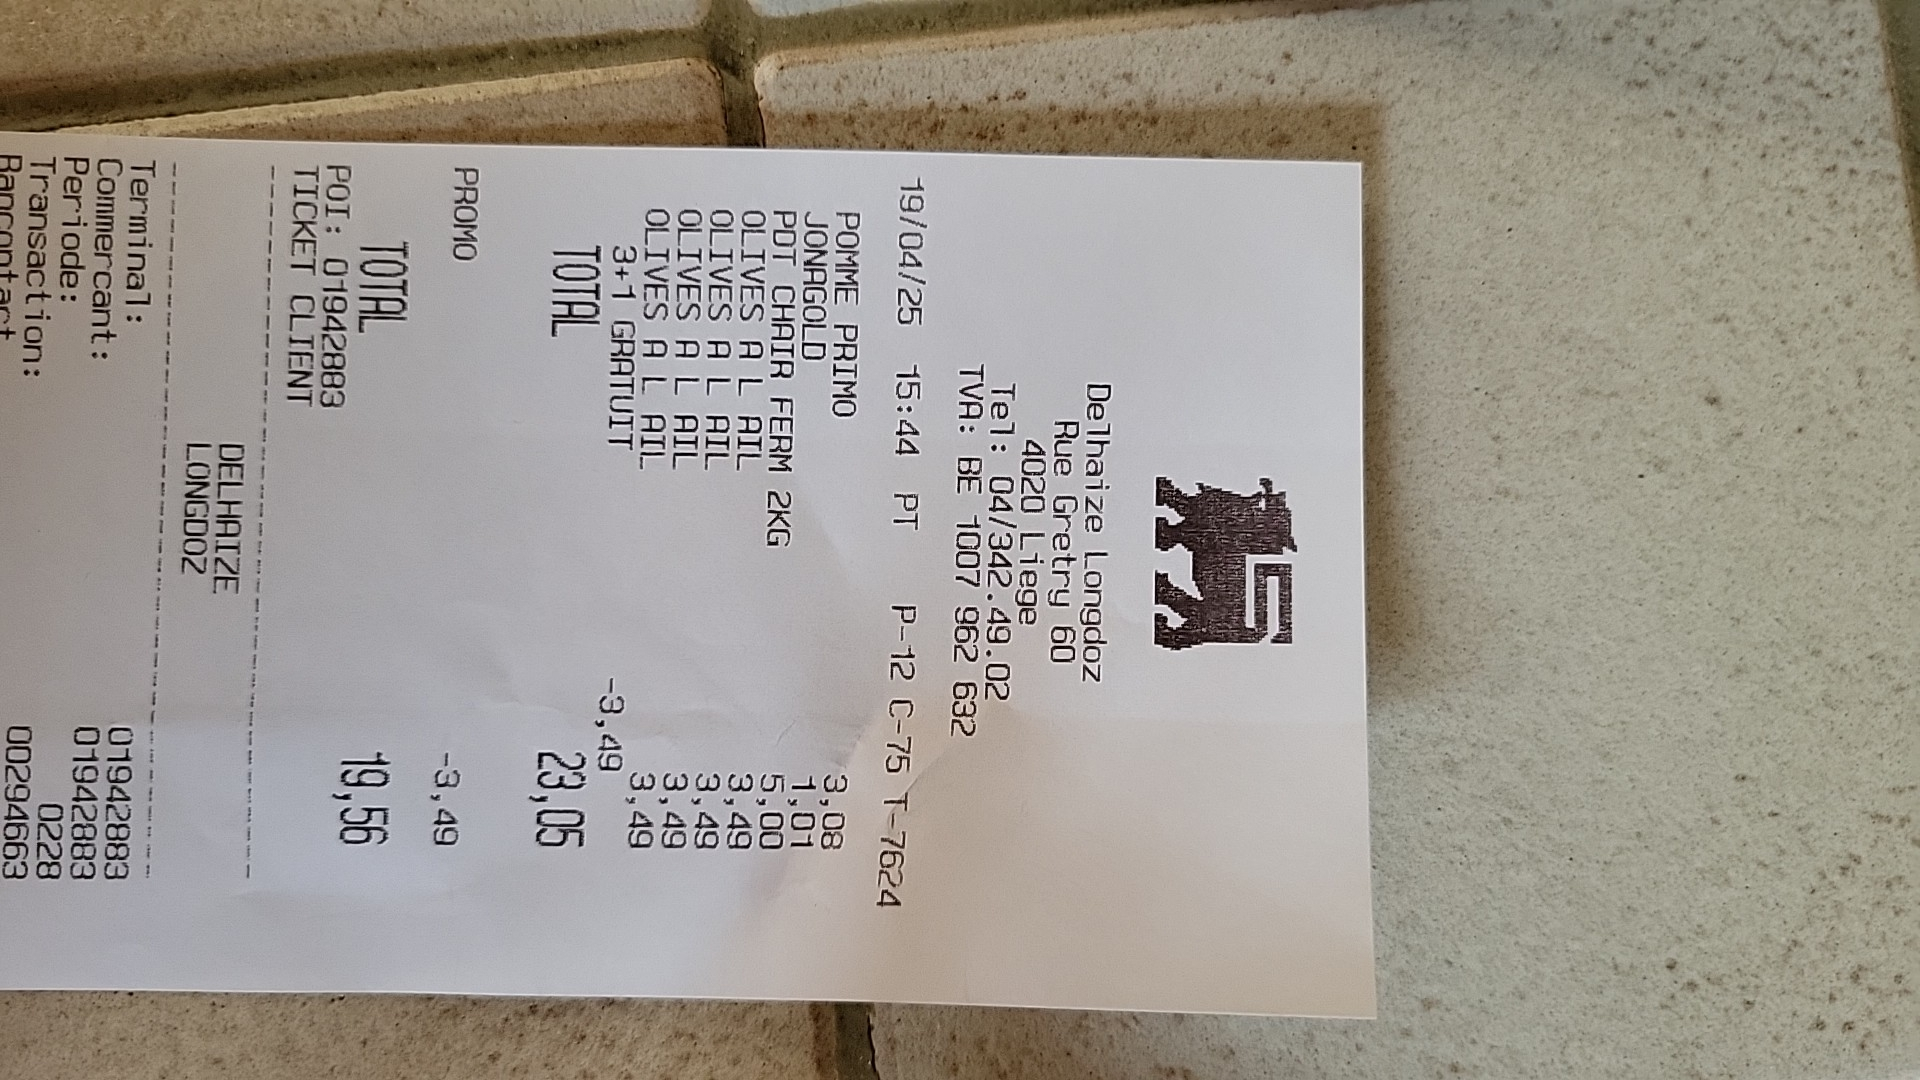 Delhaize Longdoz
Rue Gretry 60
4020 Liege
Tel: 04/342.49.02
TVA: BE 1007 962 632
19/04/25 15:44 PT P-12 C-75 T-7624
POMME PRIMO 3,08
JONAGOLD 1,01
PDT CHAIR FERM 2KG 5,00
OLIVES A L AIL 3,49
OLIVES A L AIL 3,49
OLIVES A L AIL 3,49
OLIVES A L AIL 3,49
3+1 GRATUIT -3,49
TOTAL 23,05
PROMO -3,49
TOTAL 19,56
POI: 01942883
TICKET CLIENT
DELHAIZE
LONGDOZ
Terminal: 01942883
Commercant: 01942883
Periode: 0228
Transaction: 00294663
Bancontact